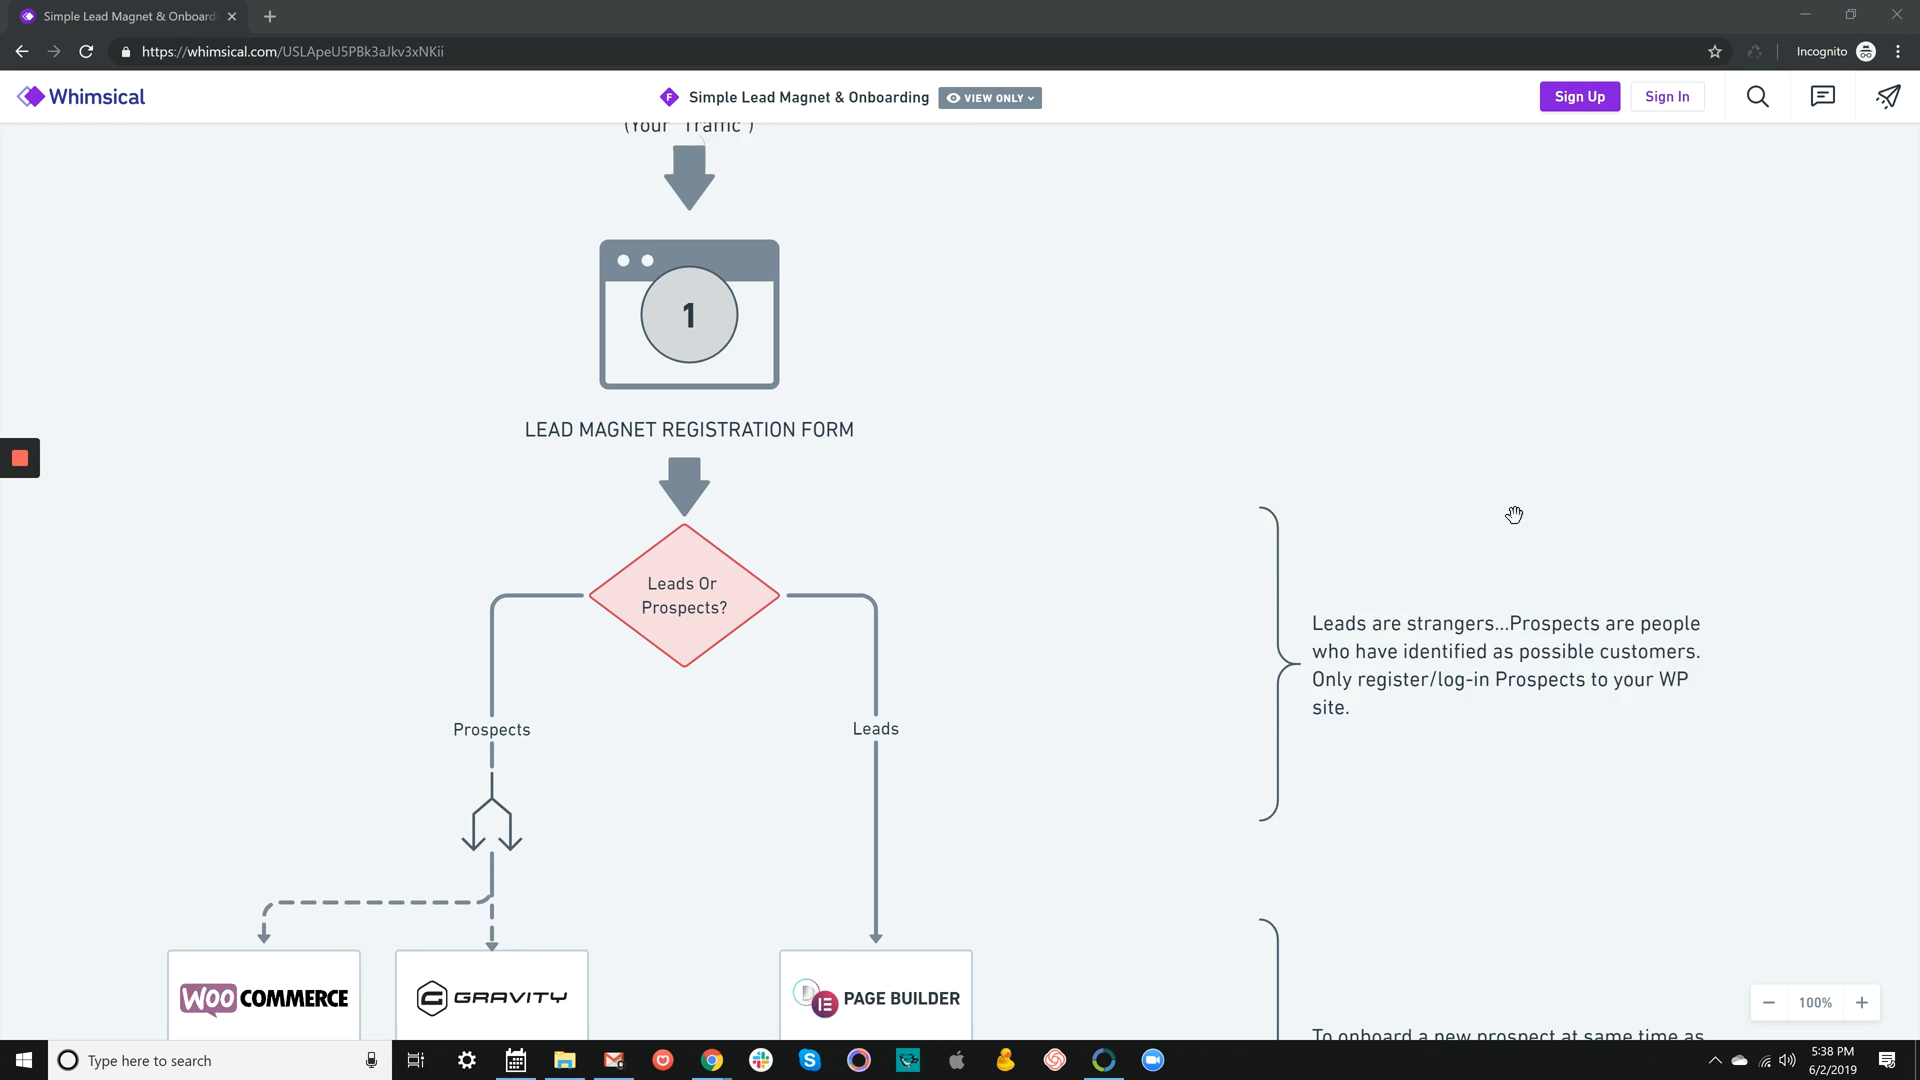 Simple Lead Magnet & Onboard
https://whimsical.com/USLApeU5PBk3aJkv3xNKii
Incognito
Whimsical
F
Simple Lead Magnet & Onboarding
VIEW ONLY
Sign Up
Sign In
(Your "Traffic")
1
LEAD MAGNET REGISTRATION FORM
Leads Or
Prospects?
Leads are strangers...Prospects are people
who have identified as possible customers.
Only register/log-in Prospects to your WP
site.
Prospects
Leads
WOO COMMERCE
GRAVITY
D
PAGE BUILDER
100%
To onboard a new prospect at same time as
Type here to search
5:38 PM
6/2/2019